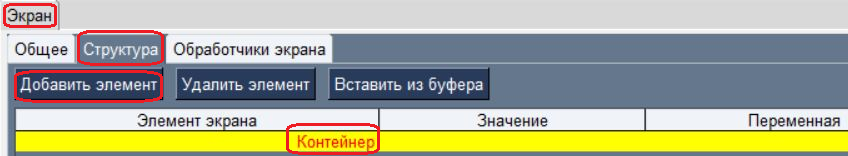 Экран
Общее Структура Обработчики экрана
Добавить элемент Удалить элемент Вставить из буфера
Элемент экрана Значение Переменная
Контейнер